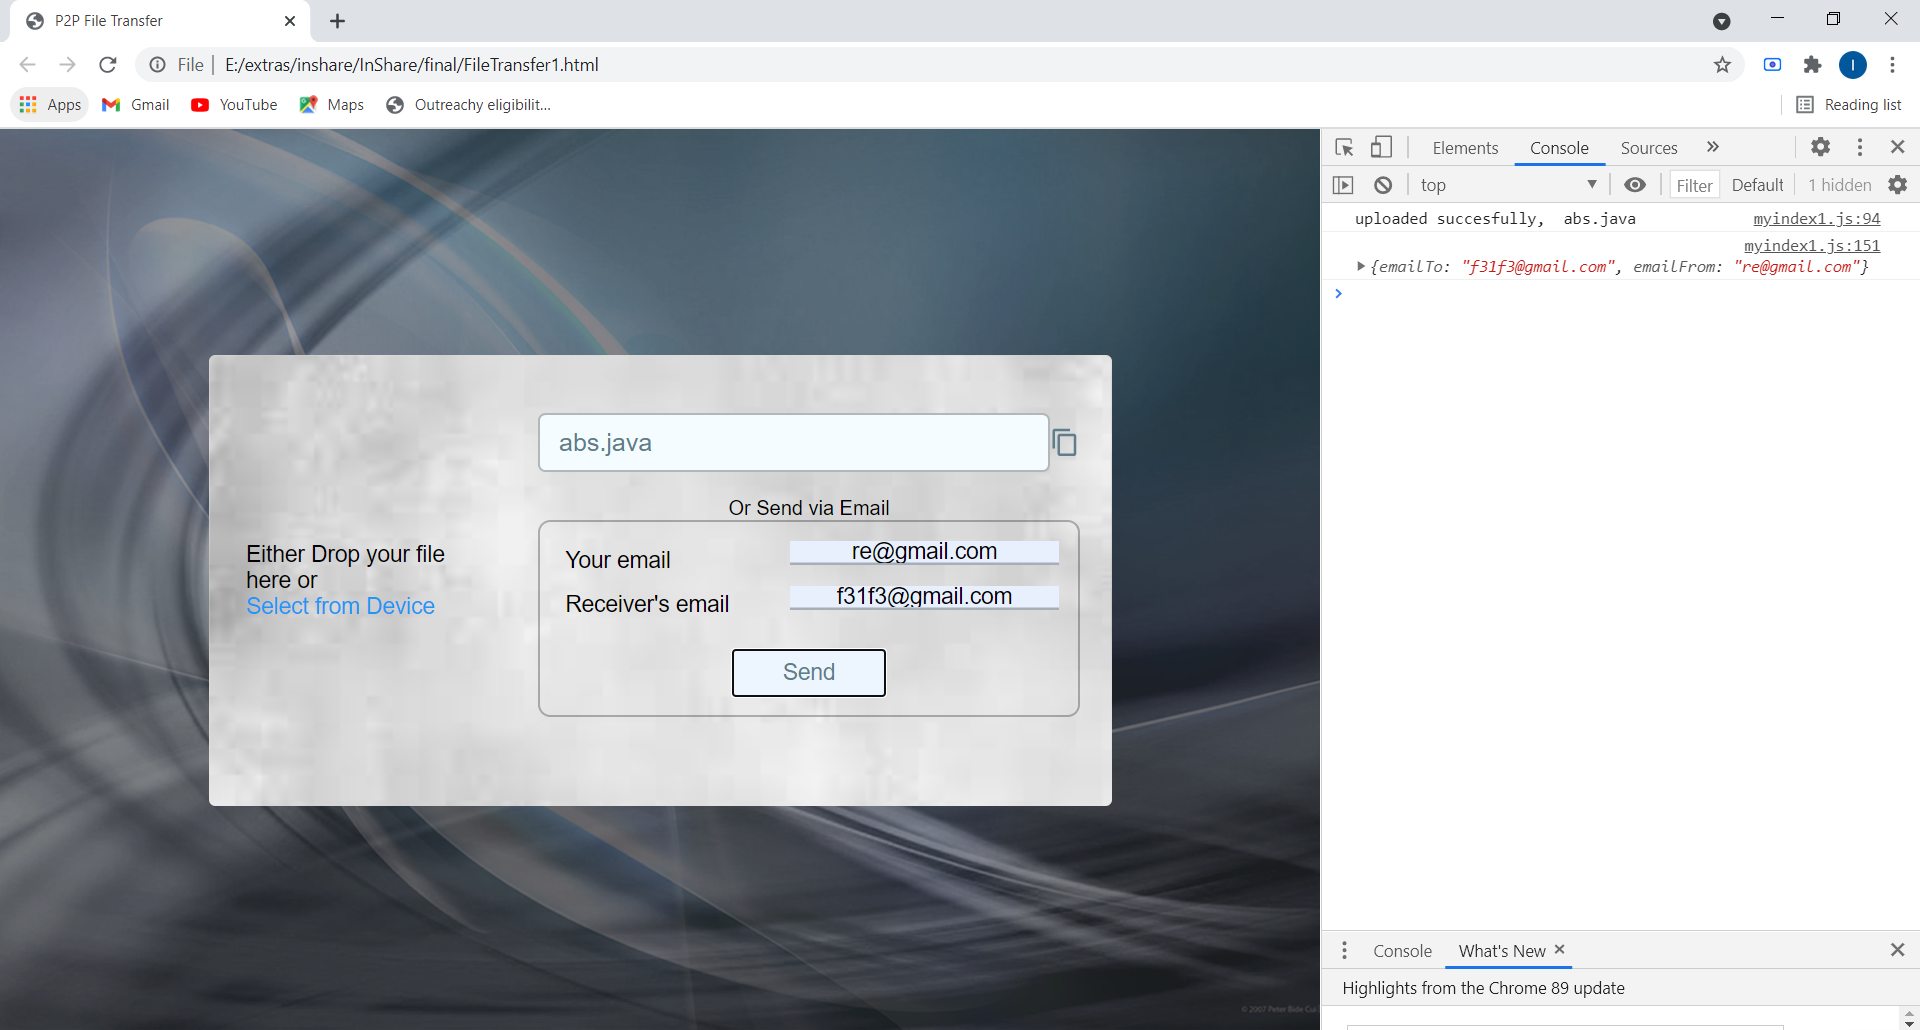 P2P File Transfer
File | E:/extras/inshare/InShare/final/FileTransfer1.html
I
Apps Gmail YouTube Maps Outreachy eligibilit... Reading list
Elements Console Sources
top Filter Default 1 hidden
uploaded succesfully, abs.java myindex1.js:94
myindex1.js:151
{emailTo: "f31f3@gmail.com", emailFrom: "re@gmail.com"}
abs.java
Or Send via Email
Either Drop your file
here or
Select from Device
Your email re@gmail.com
Receiver's email f31f3@gmail.com
Send
Console What's New
Highlights from the Chrome 89 update
© 2007 Peter Bide Cui